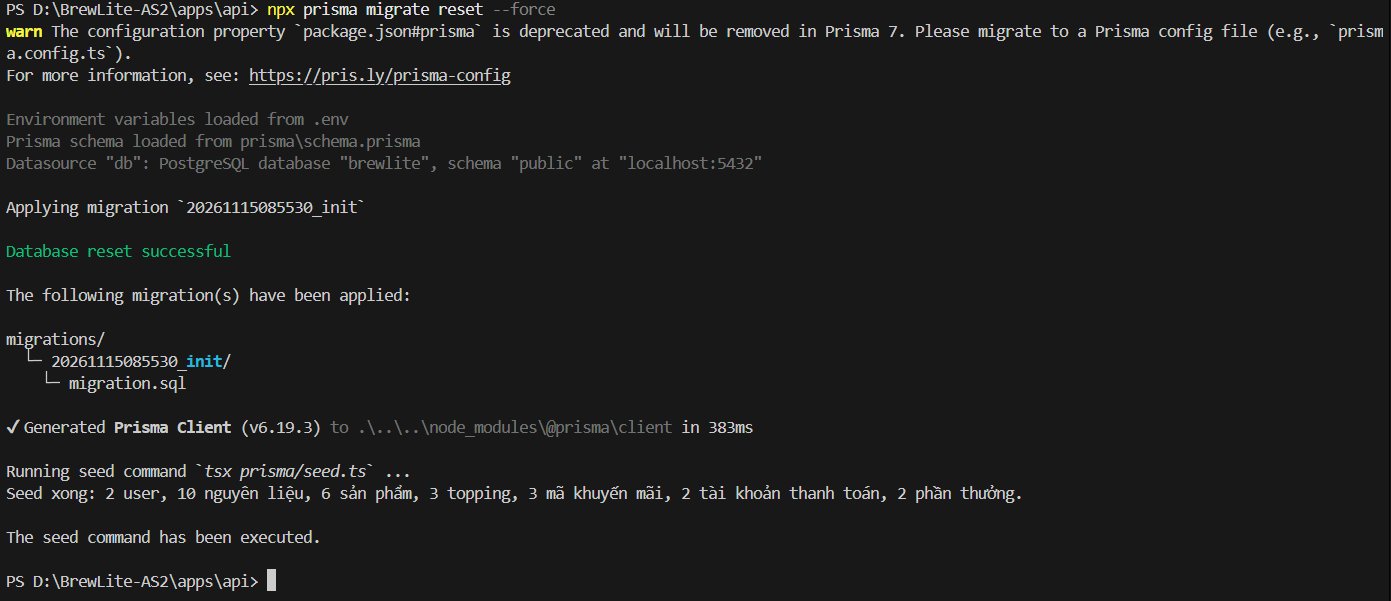 PS D:\BrewLite-AS2\apps\api> npx prisma migrate reset --force
warn The configuration property `package.json#prisma` is deprecated and will be removed in Prisma 7. Please migrate to a Prisma config file (e.g., `prism
a.config.ts`).
For more information, see: https://pris.ly/prisma-config
Environment variables loaded from .env
Prisma schema loaded from prisma\schema.prisma
Datasource "db": PostgreSQL database "brewlite", schema "public" at "localhost:5432"
Applying migration `20261115085530_init`
Database reset successful
The following migration(s) have been applied:
migrations/
└─ 20261115085530_init/
└─ migration.sql
✔ Generated Prisma Client (v6.19.3) to .\..\..\node_modules\@prisma\client in 383ms
Running seed command `tsx prisma/seed.ts` ...
Seed xong: 2 user, 10 nguyên liệu, 6 sản phẩm, 3 topping, 3 mã khuyến mãi, 2 tài khoản thanh toán, 2 phần thưởng.
The seed command has been executed.
PS D:\BrewLite-AS2\apps\api>